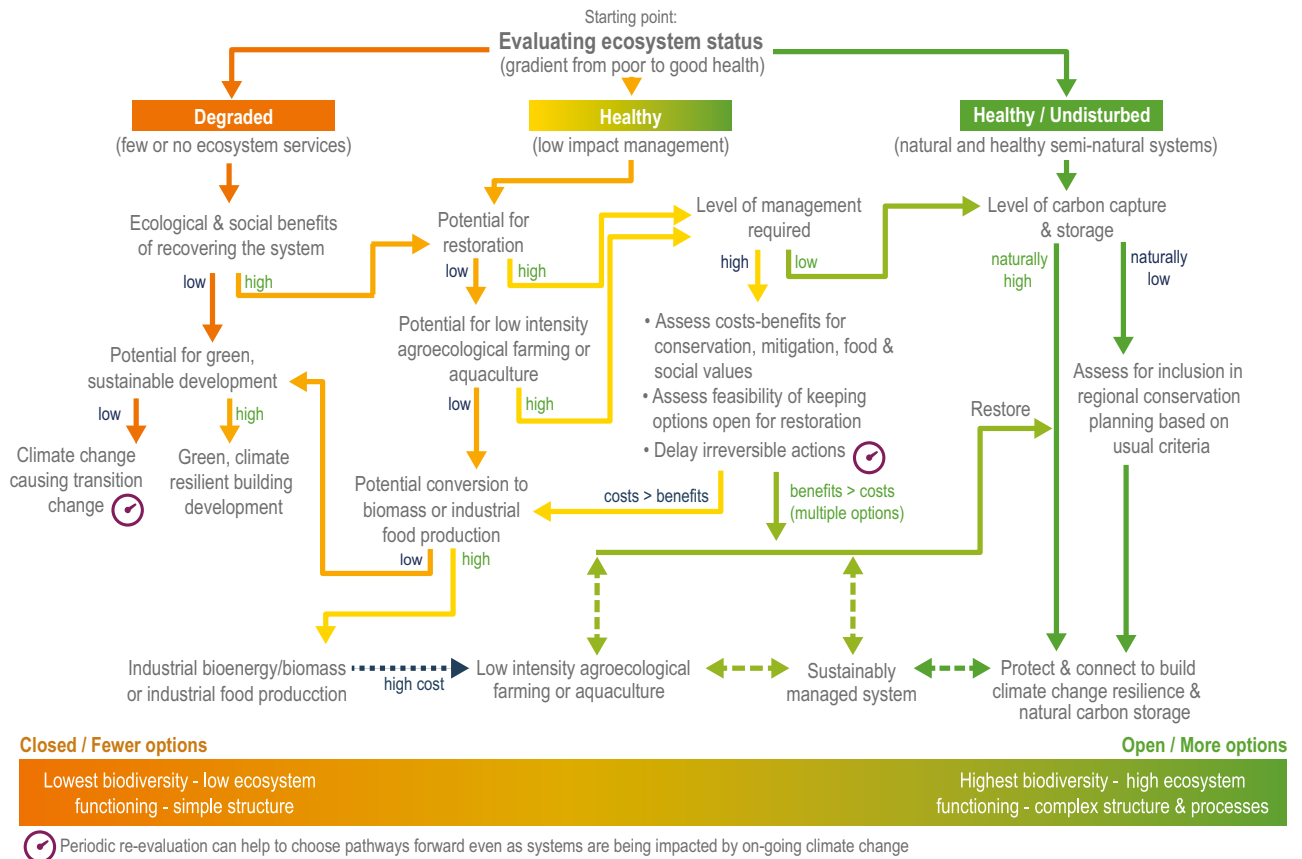 Starting point:
Evaluating ecosystem status
(gradient from poor to good health)
Degraded
(few or no ecosystem services)
Healthy
(low impact management)
Healthy / Undisturbed
(natural and healthy semi-natural systems)
Ecological & social benefits
of recovering the system
low
high
Potential for
restoration
low
high
Level of management
required
high
low
Level of carbon capture
& storage
naturally
high
naturally
low
Potential for green,
sustainable development
low
high
Climate change
causing transition
change
Green, climate
resilient building
development
Potential for low intensity
agroecological farming or
aquaculture
low
high
• Assess costs-benefits for
conservation, mitigation, food &
social values
• Assess feasibility of keeping
options open for restoration
• Delay irreversible actions
Assess for inclusion in
regional conservation
planning based on
usual criteria
Restore
Potential conversion to
biomass or industrial
food production
low
high
costs > benefits
benefits > costs
(multiple options)
Industrial bioenergy/biomass
or industrial food producction
high cost
Low intensity agroecological
farming or aquaculture
Sustainably
managed system
Protect & connect to build
climate change resilience &
natural carbon storage
Closed / Fewer options
Open / More options
Lowest biodiversity - low ecosystem
functioning - simple structure
Highest biodiversity - high ecosystem
functioning - complex structure & processes
Periodic re-evaluation can help to choose pathways forward even as systems are being impacted by on-going climate change